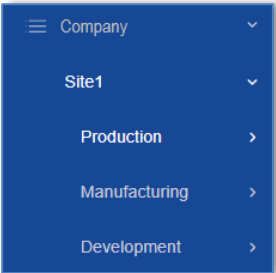 Company
Site1
Production
Manufacturing
Development